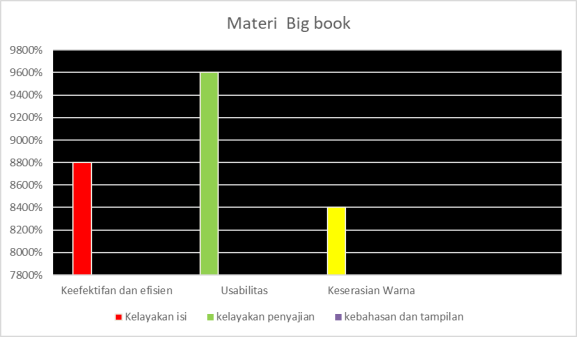 Materi  Big book
9800%
9600%
9400%
9200%
9000%
8800%
8600%
8400%
8200%
8000%
7800%
Keefektifan dan efisien
Usabilitas
Keserasian Warna
Kelayakan isi
kelayakan penyajian
kebahasan dan tampilan